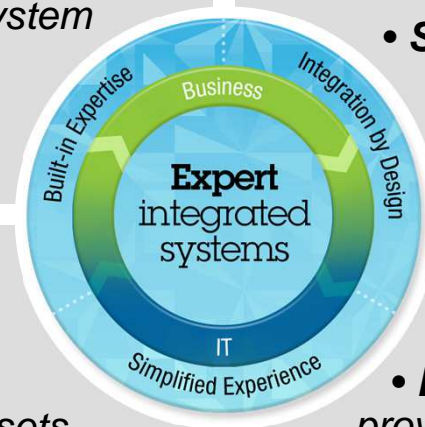 ystem
• S
Built-in Expertise
Business
Integration by Design
Expert
integrated
systems
IT
Simplified Experience
sets
prov